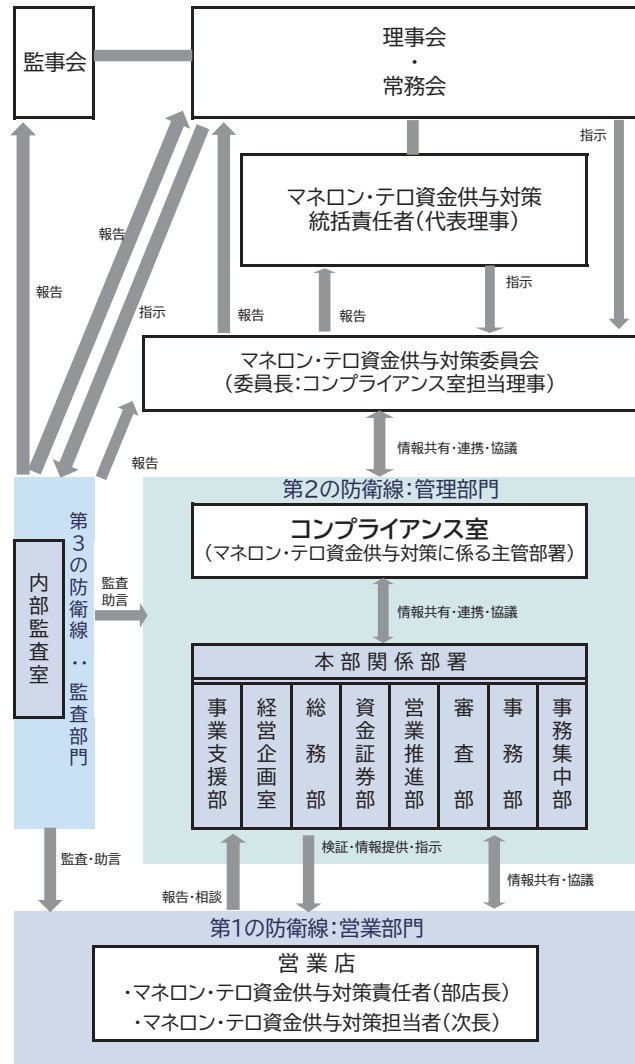 監事会
理事会
・
常務会
指示
マネロン・テロ資金供与対策
統括責任者(代表理事)
報告
指示
報告
報告
報告
指示
マネロン・テロ資金供与対策委員会
(委員長:コンプライアンス室担当理事)
報告
情報共有・連携・協議
第2の防衛線:管理部門
コンプライアンス室
(マネロン・テロ資金供与対策に係る主管部署)
第3の防衛線:監査部門
内部監査室
監査
助言
情報共有・連携・協議
本部関係部署
事業支援部
経営企画室
総務部
資金証券部
営業推進部
審査部
事務部
事務集中部
監査・助言
報告・相談
検証・情報提供・指示
情報共有・協議
第1の防衛線:営業部門
営業店
・マネロン・テロ資金供与対策責任者(部店長)
・マネロン・テロ資金供与対策担当者(次長)